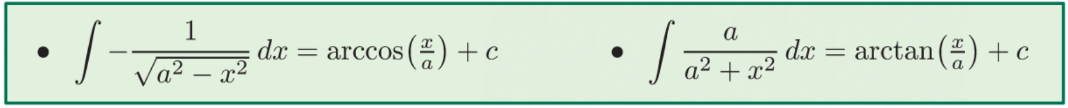 • ∫ −1/√(a² − x²) dx = arccos(x/a) + c • ∫ a/(a² + x²) dx = arctan(x/a) + c